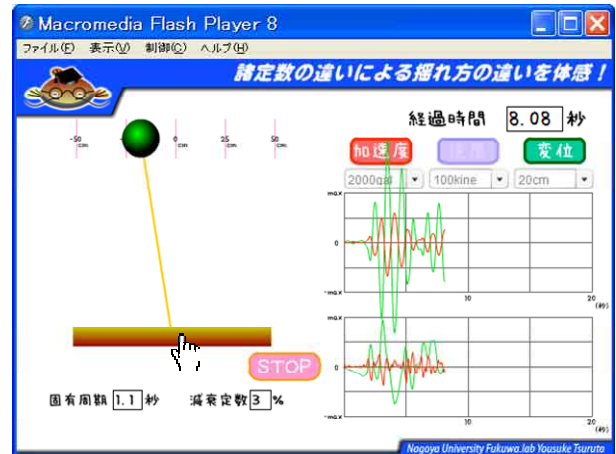 Macromedia Flash Player 8
ファイル(F) 表示(V) 制御(C) ヘルプ(H)
諸定数の違いによる揺れ方の違いを体感!
経過時間 8.08 秒
加速度 変位
2000gal 100kine 20cm
-50 cm 0 cm 25 cm 50 cm
max
0
-max
10 20
(秒)
max
0
-max
10 20
(秒)
STOP
固有周期 1.1 秒 減衰定数 3 %
Nagoya University Fukuwa.lab Yousuke Tsuruta